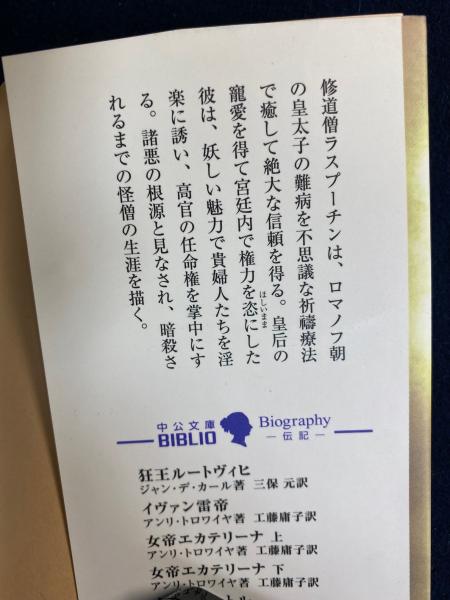 修道僧ラスプーチンは、ロマノフ朝
の皇太子の難病を不思議な祈禱療法
で癒して絶大な信頼を得る。皇后の
寵愛を得て宮廷内で権力を恣にした
ほしいまま
彼は、妖しい魅力で貴婦人たちを淫
楽に誘い、高官の任命権を掌中にす
る。諸悪の根源と見なされ、暗殺さ
れるまでの怪僧の生涯を描く。
中公文庫
BIBLIO
Biography
—伝記—
狂王ルートヴィヒ
ジャン・デ・カール著 三保 元訳
イヴァン雷帝
アンリ・トロワイヤ著 工藤庸子訳
女帝エカテリーナ 上
アンリ・トロワイヤ著 工藤庸子訳
女帝エカテリーナ 下
アンリ・トロワイヤ著 工藤庸子訳